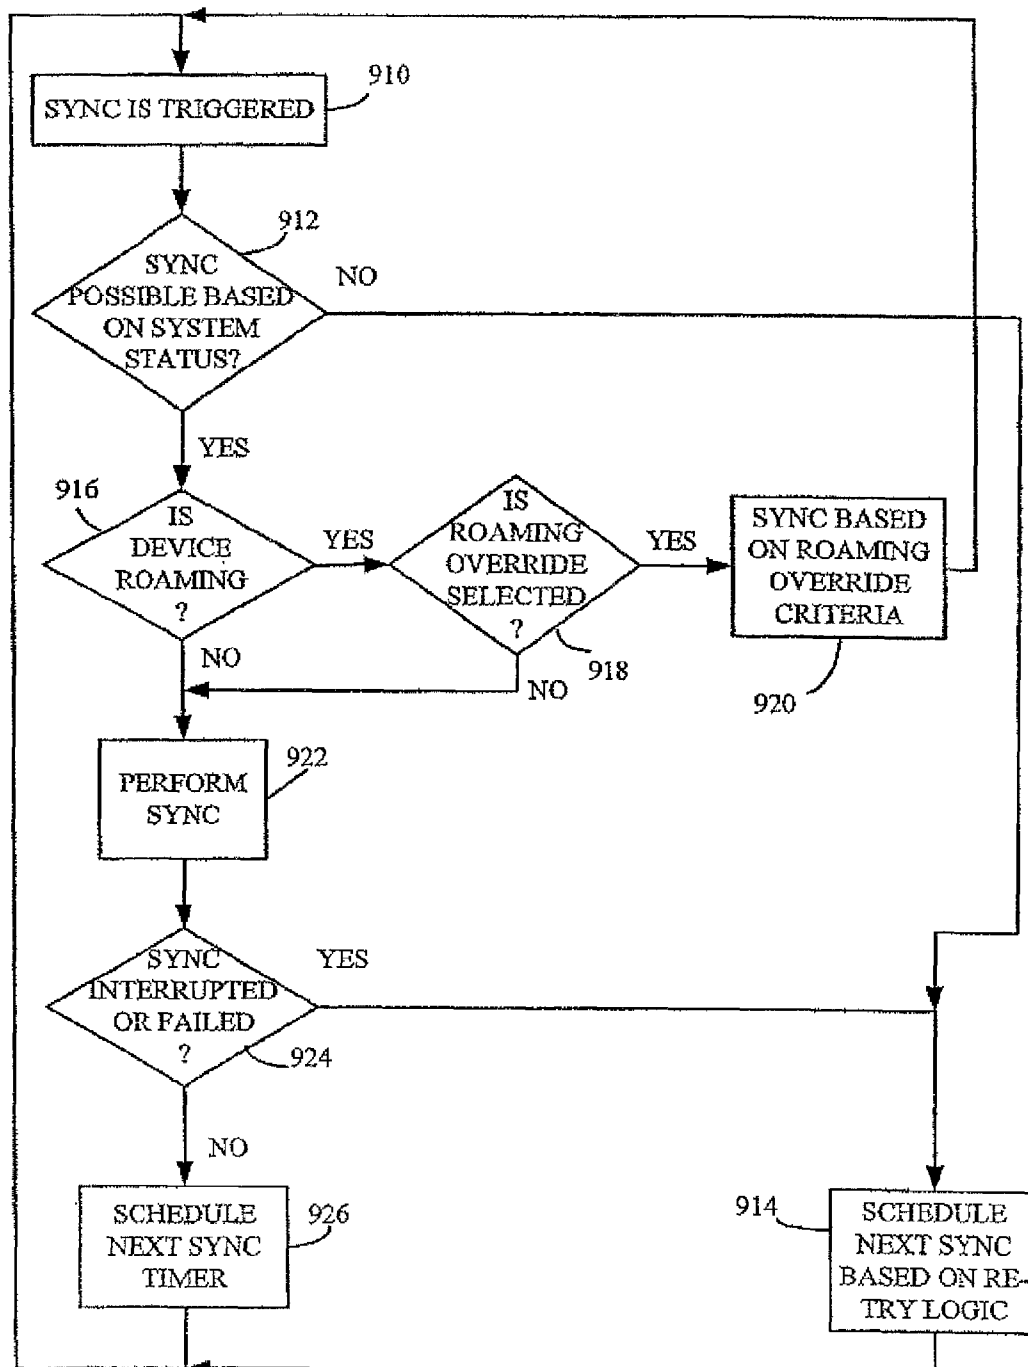 910
SYNC IS TRIGGERED
912
SYNC
POSSIBLE BASED
ON SYSTEM
STATUS?
NO
YES
916
IS
DEVICE
ROAMING
?
YES
IS
ROAMING
OVERRIDE
SELECTED
?
YES
SYNC BASED
ON ROAMING
OVERRIDE
CRITERIA
NO
918
NO
920
922
PERFORM
SYNC
SYNC
INTERRUPTED
OR FAILED
?
YES
924
NO
SCHEDULE
NEXT SYNC
TIMER
926
914
SCHEDULE
NEXT SYNC
BASED ON RE-
TRY LOGIC